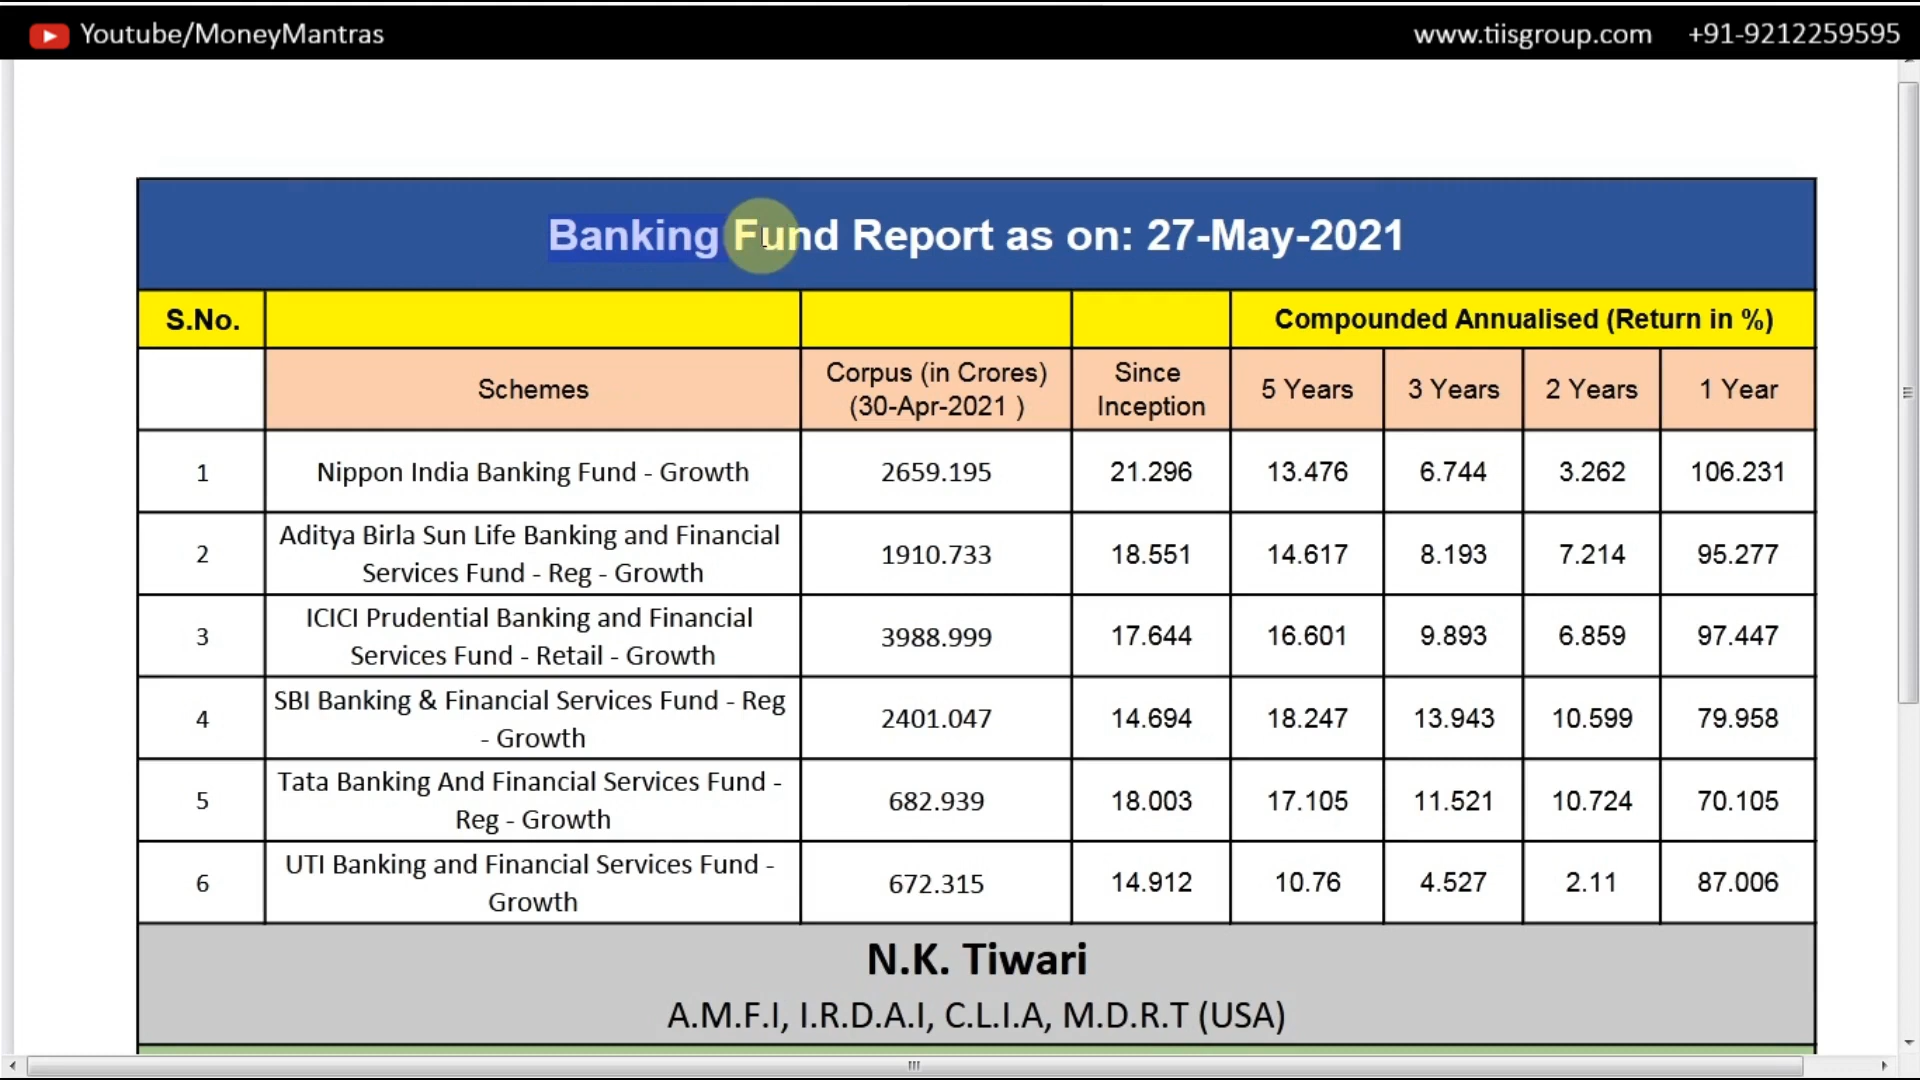 Youtube/MoneyMantras www.tiisgroup.com +91-9212259595
Banking Fund Report as on: 27-May-2021
S.No. Compounded Annualised (Return in %)
Schemes Corpus (in Crores) (30-Apr-2021 ) Since Inception 5 Years 3 Years 2 Years 1 Year
1 Nippon India Banking Fund - Growth 2659.195 21.296 13.476 6.744 3.262 106.231
2 Aditya Birla Sun Life Banking and Financial Services Fund - Reg - Growth 1910.733 18.551 14.617 8.193 7.214 95.277
3 ICICI Prudential Banking and Financial Services Fund - Retail - Growth 3988.999 17.644 16.601 9.893 6.859 97.447
4 SBI Banking & Financial Services Fund - Reg - Growth 2401.047 14.694 18.247 13.943 10.599 79.958
5 Tata Banking And Financial Services Fund - Reg - Growth 682.939 18.003 17.105 11.521 10.724 70.105
6 UTI Banking and Financial Services Fund - Growth 672.315 14.912 10.76 4.527 2.11 87.006
N.K. Tiwari
A.M.F.I, I.R.D.A.I, C.L.I.A, M.D.R.T (USA)